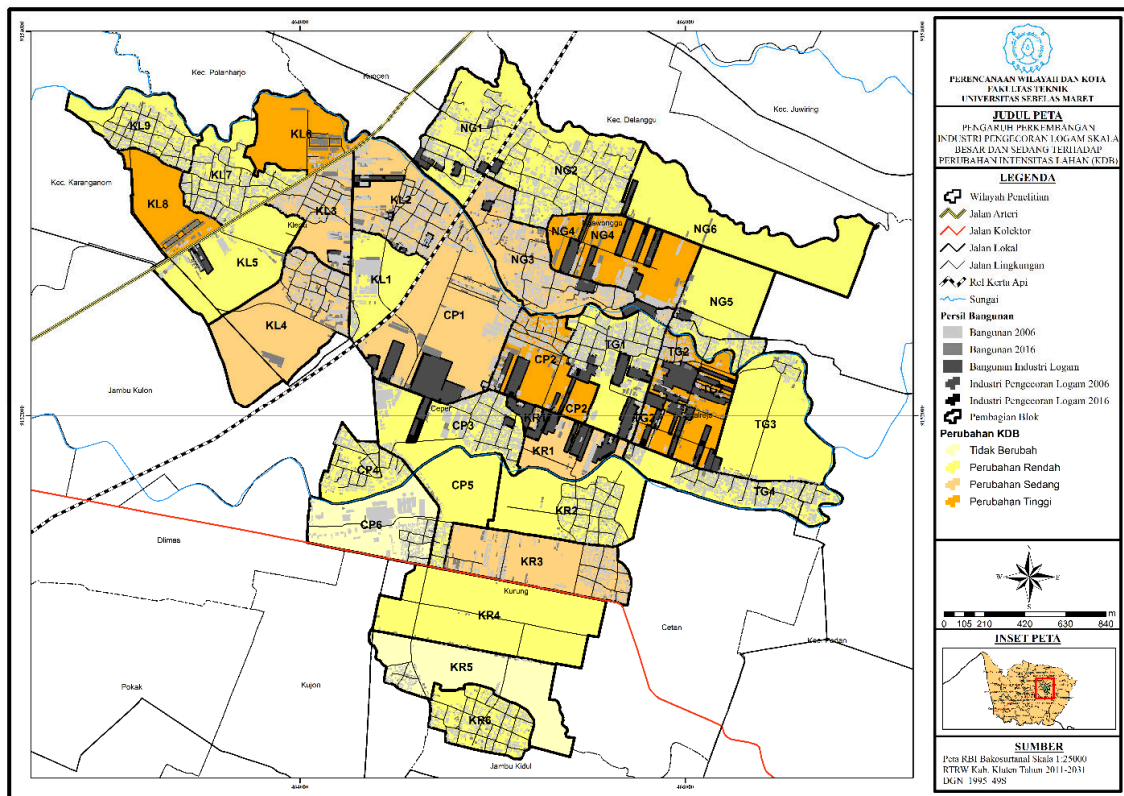 Kec. Polanharjo
Kuncen
Kec. Juwiring
Kec. Delanggu
Kec. Karanganom
KL9
KL6
NG1
KL7
NG2
KL2
KL8
KL3
NG4
NG4
NG6
NG3
KL5
KL1
NG5
KL4
CP1
TG1
TG2
CP2
Jambu Kulon
Ceper
CP2
TG2
CP3
KR1
TG3
KR1
CP4
CP5
TG4
KR2
CP6
Dlimas
KR3
Kurung
KR4
Cetan
KR5
Pokak
Kujon
KR6
Jambu Kidul
PERENCANAAN WILAYAH DAN KOTA
FAKULTAS TEKNIK
UNIVERSITAS SEBELAS MARET
JUDUL PETA
PENGARUH PERKEMBANGAN
INDUSTRI PENGECORAN LOGAM SKALA
BESAR DAN SEDANG TERHADAP
PERUBAHAN INTENSITAS LAHAN (KDB)
LEGENDA
Wilayah Penelitian
Jalan Arteri
Jalan Kolektor
Jalan Lokal
Jalan Lingkungan
Rel Kerta Api
Sungai
Persil Bangunan
Bangunan 2006
Bangunan 2016
Bangunan Industri Logam
Industri Pengecoran Logam 2006
Industri Pengecoran Logam 2016
Pembagian Blok
Perubahan KDB
Tidak Berubah
Perubahan Rendah
Perubahan Sedang
Perubahan Tinggi
N
W
E
S
0 105 210 420 630 840 m
INSET PETA
SUMBER
Peta RBI Bakosurtanal Skala 1:25000
RTRW Kab. Klaten Tahun 2011-2031
DGN 1995 49S